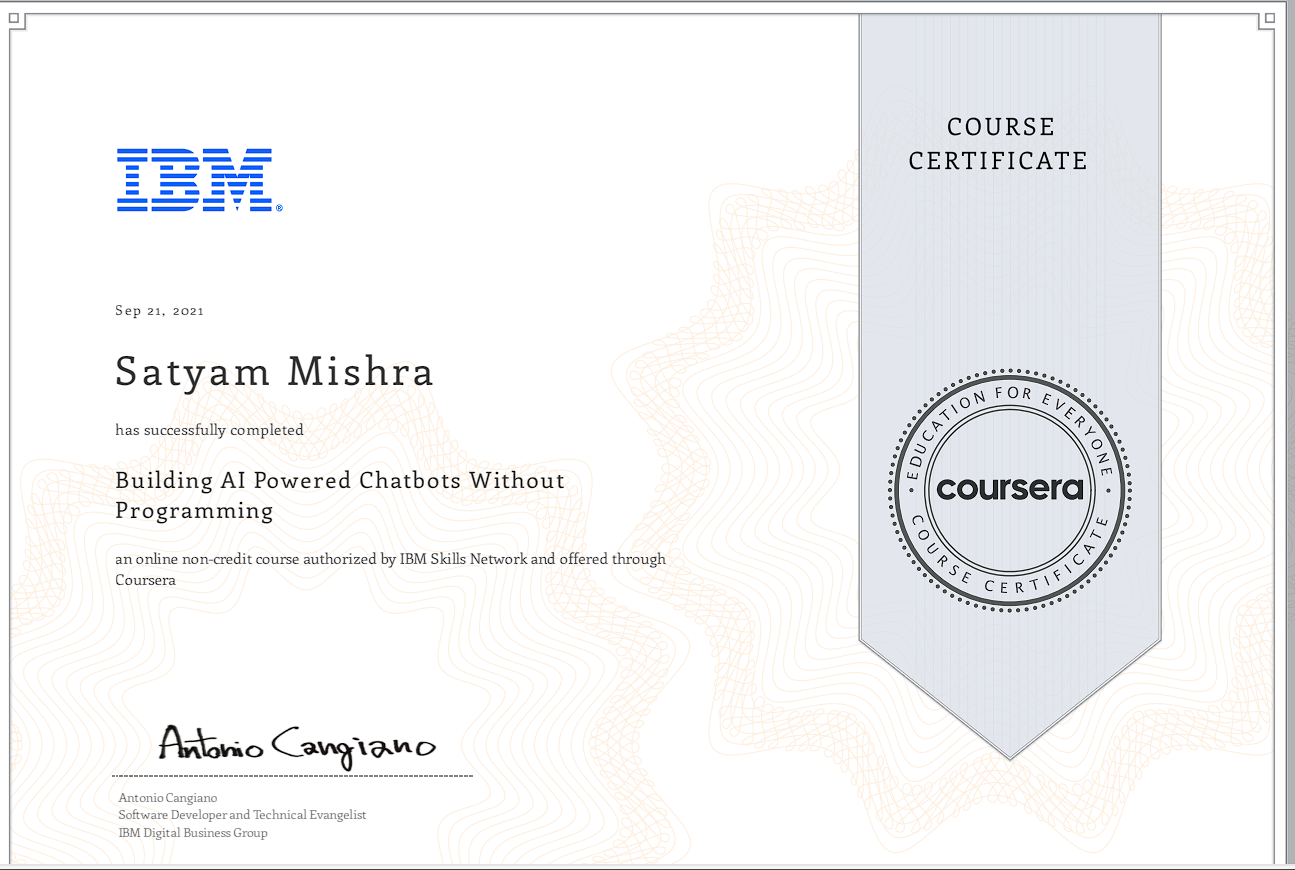 COURSE
CERTIFICATE
IBM®
Sep 21, 2021
Satyam Mishra
has successfully completed
Building AI Powered Chatbots Without
Programming
an online non-credit course authorized by IBM Skills Network and offered through
Coursera
EDUCATION FOR EVERYONE
coursera
COURSE CERTIFICATE
Antonio Cangiano
Antonio Cangiano
Software Developer and Technical Evangelist
IBM Digital Business Group